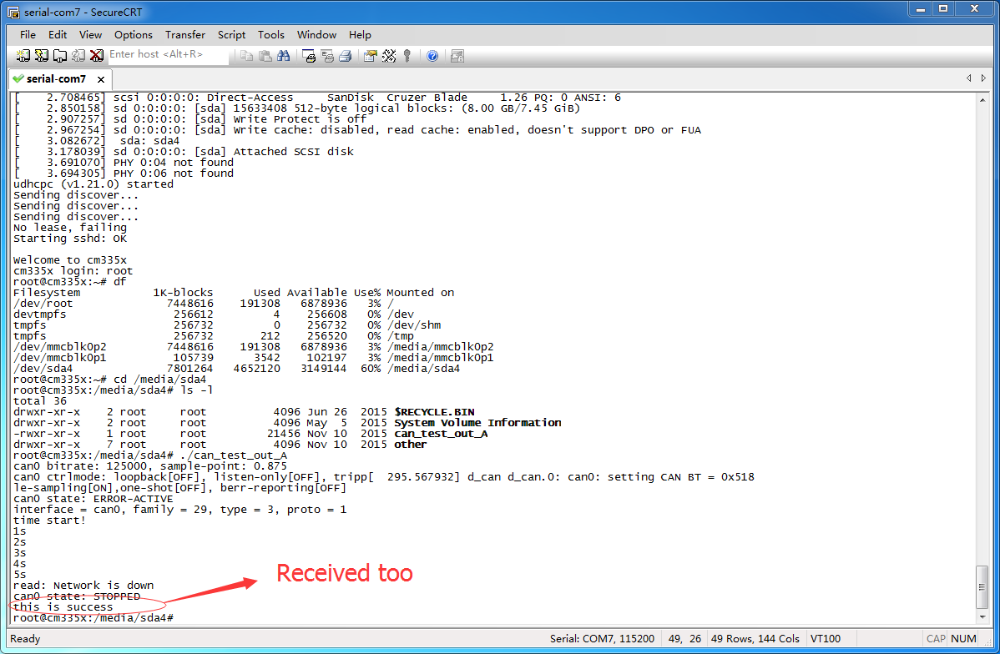 serial-com7 - SecureCRT
File Edit View Options Transfer Script Tools Window Help
Enter host <Alt+R>
serial-com7
[    2.708465] scsi 0:0:0:0: Direct-Access     SanDisk  Cruzer Blade     1.26 PQ: 0 ANSI: 6
[    2.850158] sd 0:0:0:0: [sda] 15633408 512-byte logical blocks: (8.00 GB/7.45 GiB)
[    2.907257] sd 0:0:0:0: [sda] Write Protect is off
[    2.967254] sd 0:0:0:0: [sda] Write cache: disabled, read cache: enabled, doesn't support DPO or FUA
[    3.082672]  sda: sda4
[    3.178039] sd 0:0:0:0: [sda] Attached SCSI disk
[    3.691070] PHY 0:04 not found
[    3.694305] PHY 0:06 not found
udhcpc (v1.21.0) started
Sending discover...
Sending discover...
Sending discover...
No lease, failing
Starting sshd: OK
Welcome to cm335x
cm335x login: root
root@cm335x:~# df
Filesystem           1K-blocks      Used Available Use% Mounted on
/dev/root              7448616    191308   6878936   3% /
devtmpfs                256612         4    256608   0% /dev
tmpfs                   256732         0    256732   0% /dev/shm
tmpfs                   256732       212    256520   0% /tmp
/dev/mmcblk0p2         7448616    191308   6878936   3% /media/mmcblk0p2
/dev/mmcblk0p1          105739      3542    102197   3% /media/mmcblk0p1
/dev/sda4              7801264   4652120   3149144  60% /media/sda4
root@cm335x:~# cd /media/sda4
root@cm335x:/media/sda4# ls -l
total 36
drwxr-xr-x    2 root     root          4096 Jun 26  2015 $RECYCLE.BIN
drwxr-xr-x    2 root     root          4096 May  5  2015 System Volume Information
-rwxr-xr-x    1 root     root         21456 Nov 10  2015 can_test_out_A
drwxr-xr-x    7 root     root          4096 Nov 10  2015 other
root@cm335x:/media/sda4# ./can_test_out_A
can0 bitrate: 125000, sample-point: 0.875
can0 ctrlmode: loopback[OFF], listen-only[OFF], tripp[  295.567932] d_can d_can.0: can0: setting CAN BT = 0x518
le-sampling[ON],one-shot[OFF], berr-reporting[OFF]
can0 state: ERROR-ACTIVE
interface = can0, family = 29, type = 3, proto = 1
time start!
1s
2s
3s
4s
5s
read: Network is down
can0 state: STOPPED
this is success
root@cm335x:/media/sda4#
Received too
Ready Serial: COM7, 115200 49, 26 49 Rows, 144 Cols VT100 CAP NUM